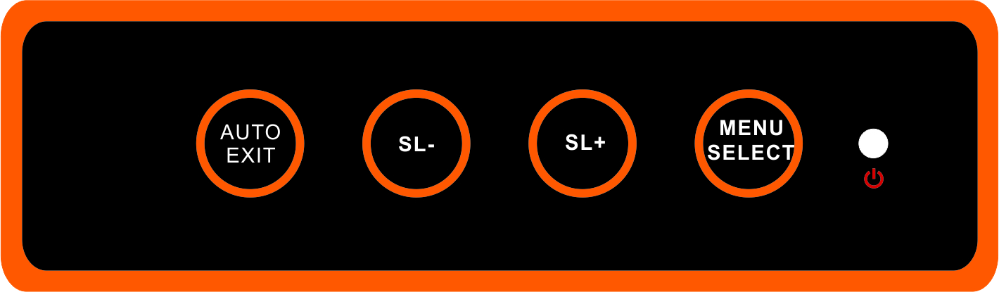 AUTO
EXIT
SL-
SL+
MENU
SELECT